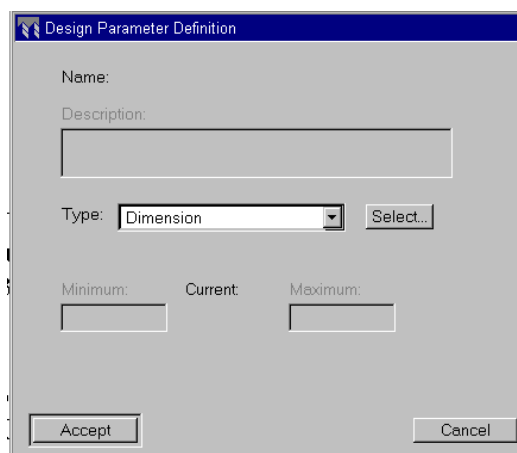 Design Parameter Definition
Name:
Description:
Type: Dimension Select...
Minimum: Current: Maximum:
Accept Cancel